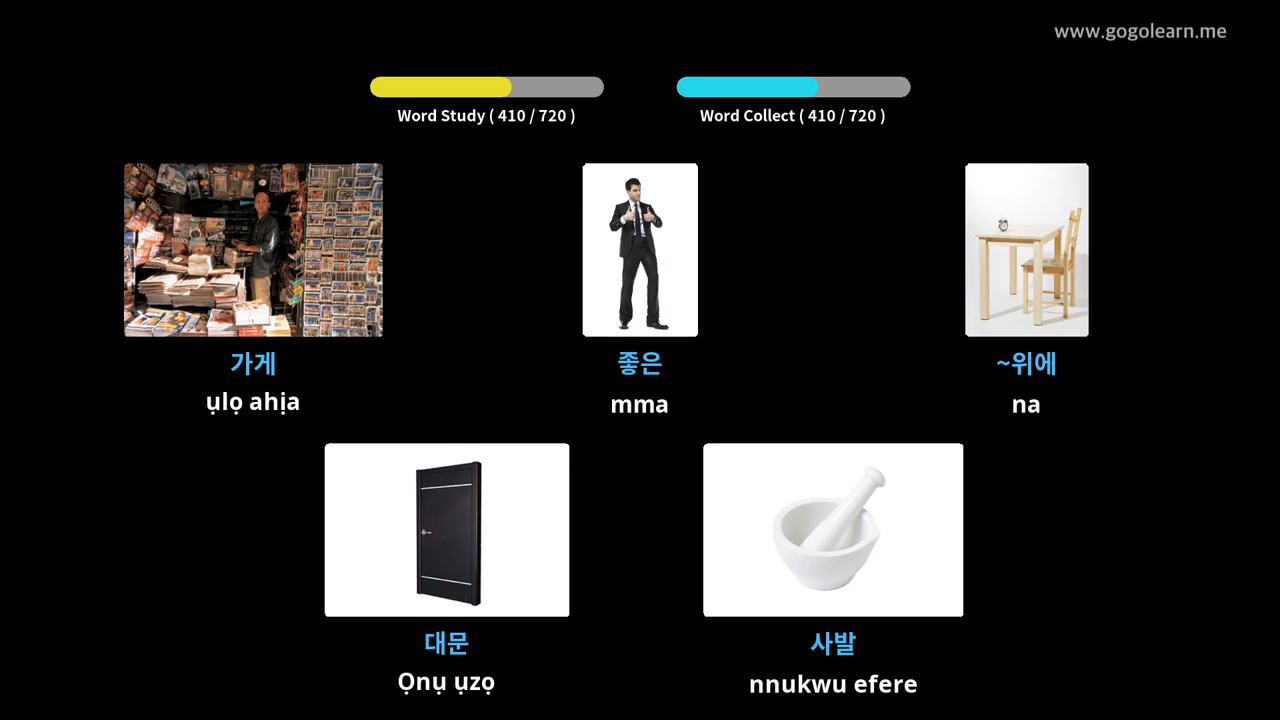 www.gogolearn.me
Word Study ( 410 / 720 )
Word Collect ( 410 / 720 )
가게
ụlọ ahịa
좋은
mma
~위에
na
대문
Ọnụ ụzọ
사발
nnukwu efere